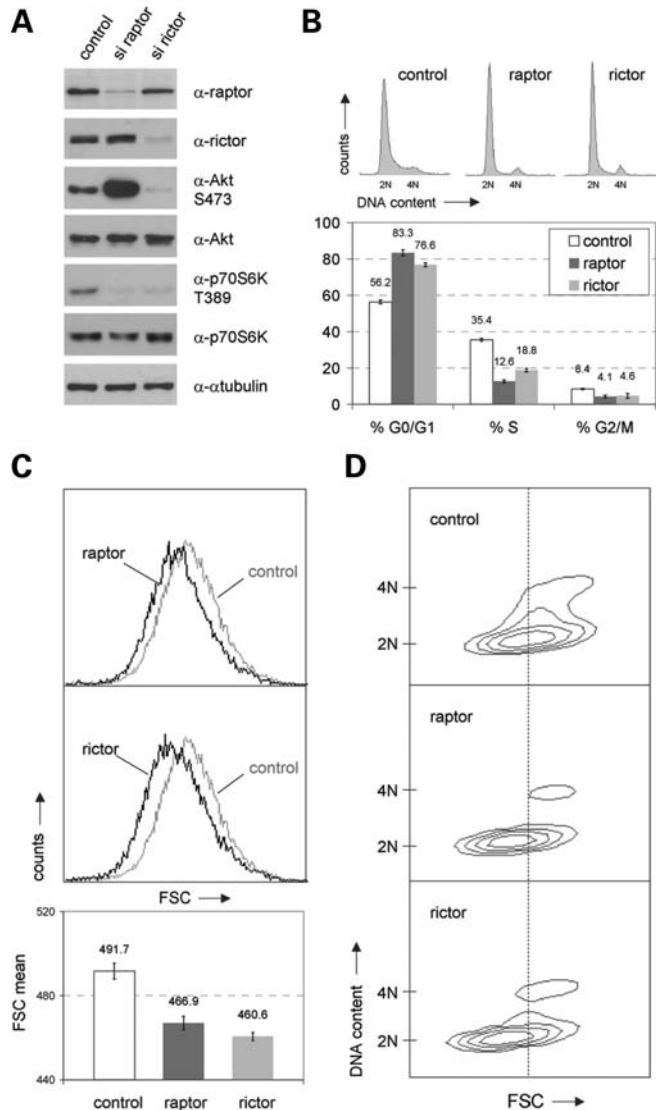 A
control
si raptor
si rictor
α-raptor
α-rictor
α-Akt
S473
α-Akt
α-p70S6K
T389
α-p70S6K
α-αtubulin
B
control
raptor
rictor
counts
2N 4N
2N 4N
2N 4N
DNA content
100
80
60
40
20
0
control
raptor
rictor
56.2
83.3
76.6
35.4
12.6
18.8
8.4
4.1
4.6
% G0/G1
% S
% G2/M
C
raptor
control
rictor
control
counts
FSC
520
480
440
FSC mean
491.7
466.9
460.6
control
raptor
rictor
D
control
4N
2N
raptor
4N
2N
rictor
4N
2N
DNA content
FSC